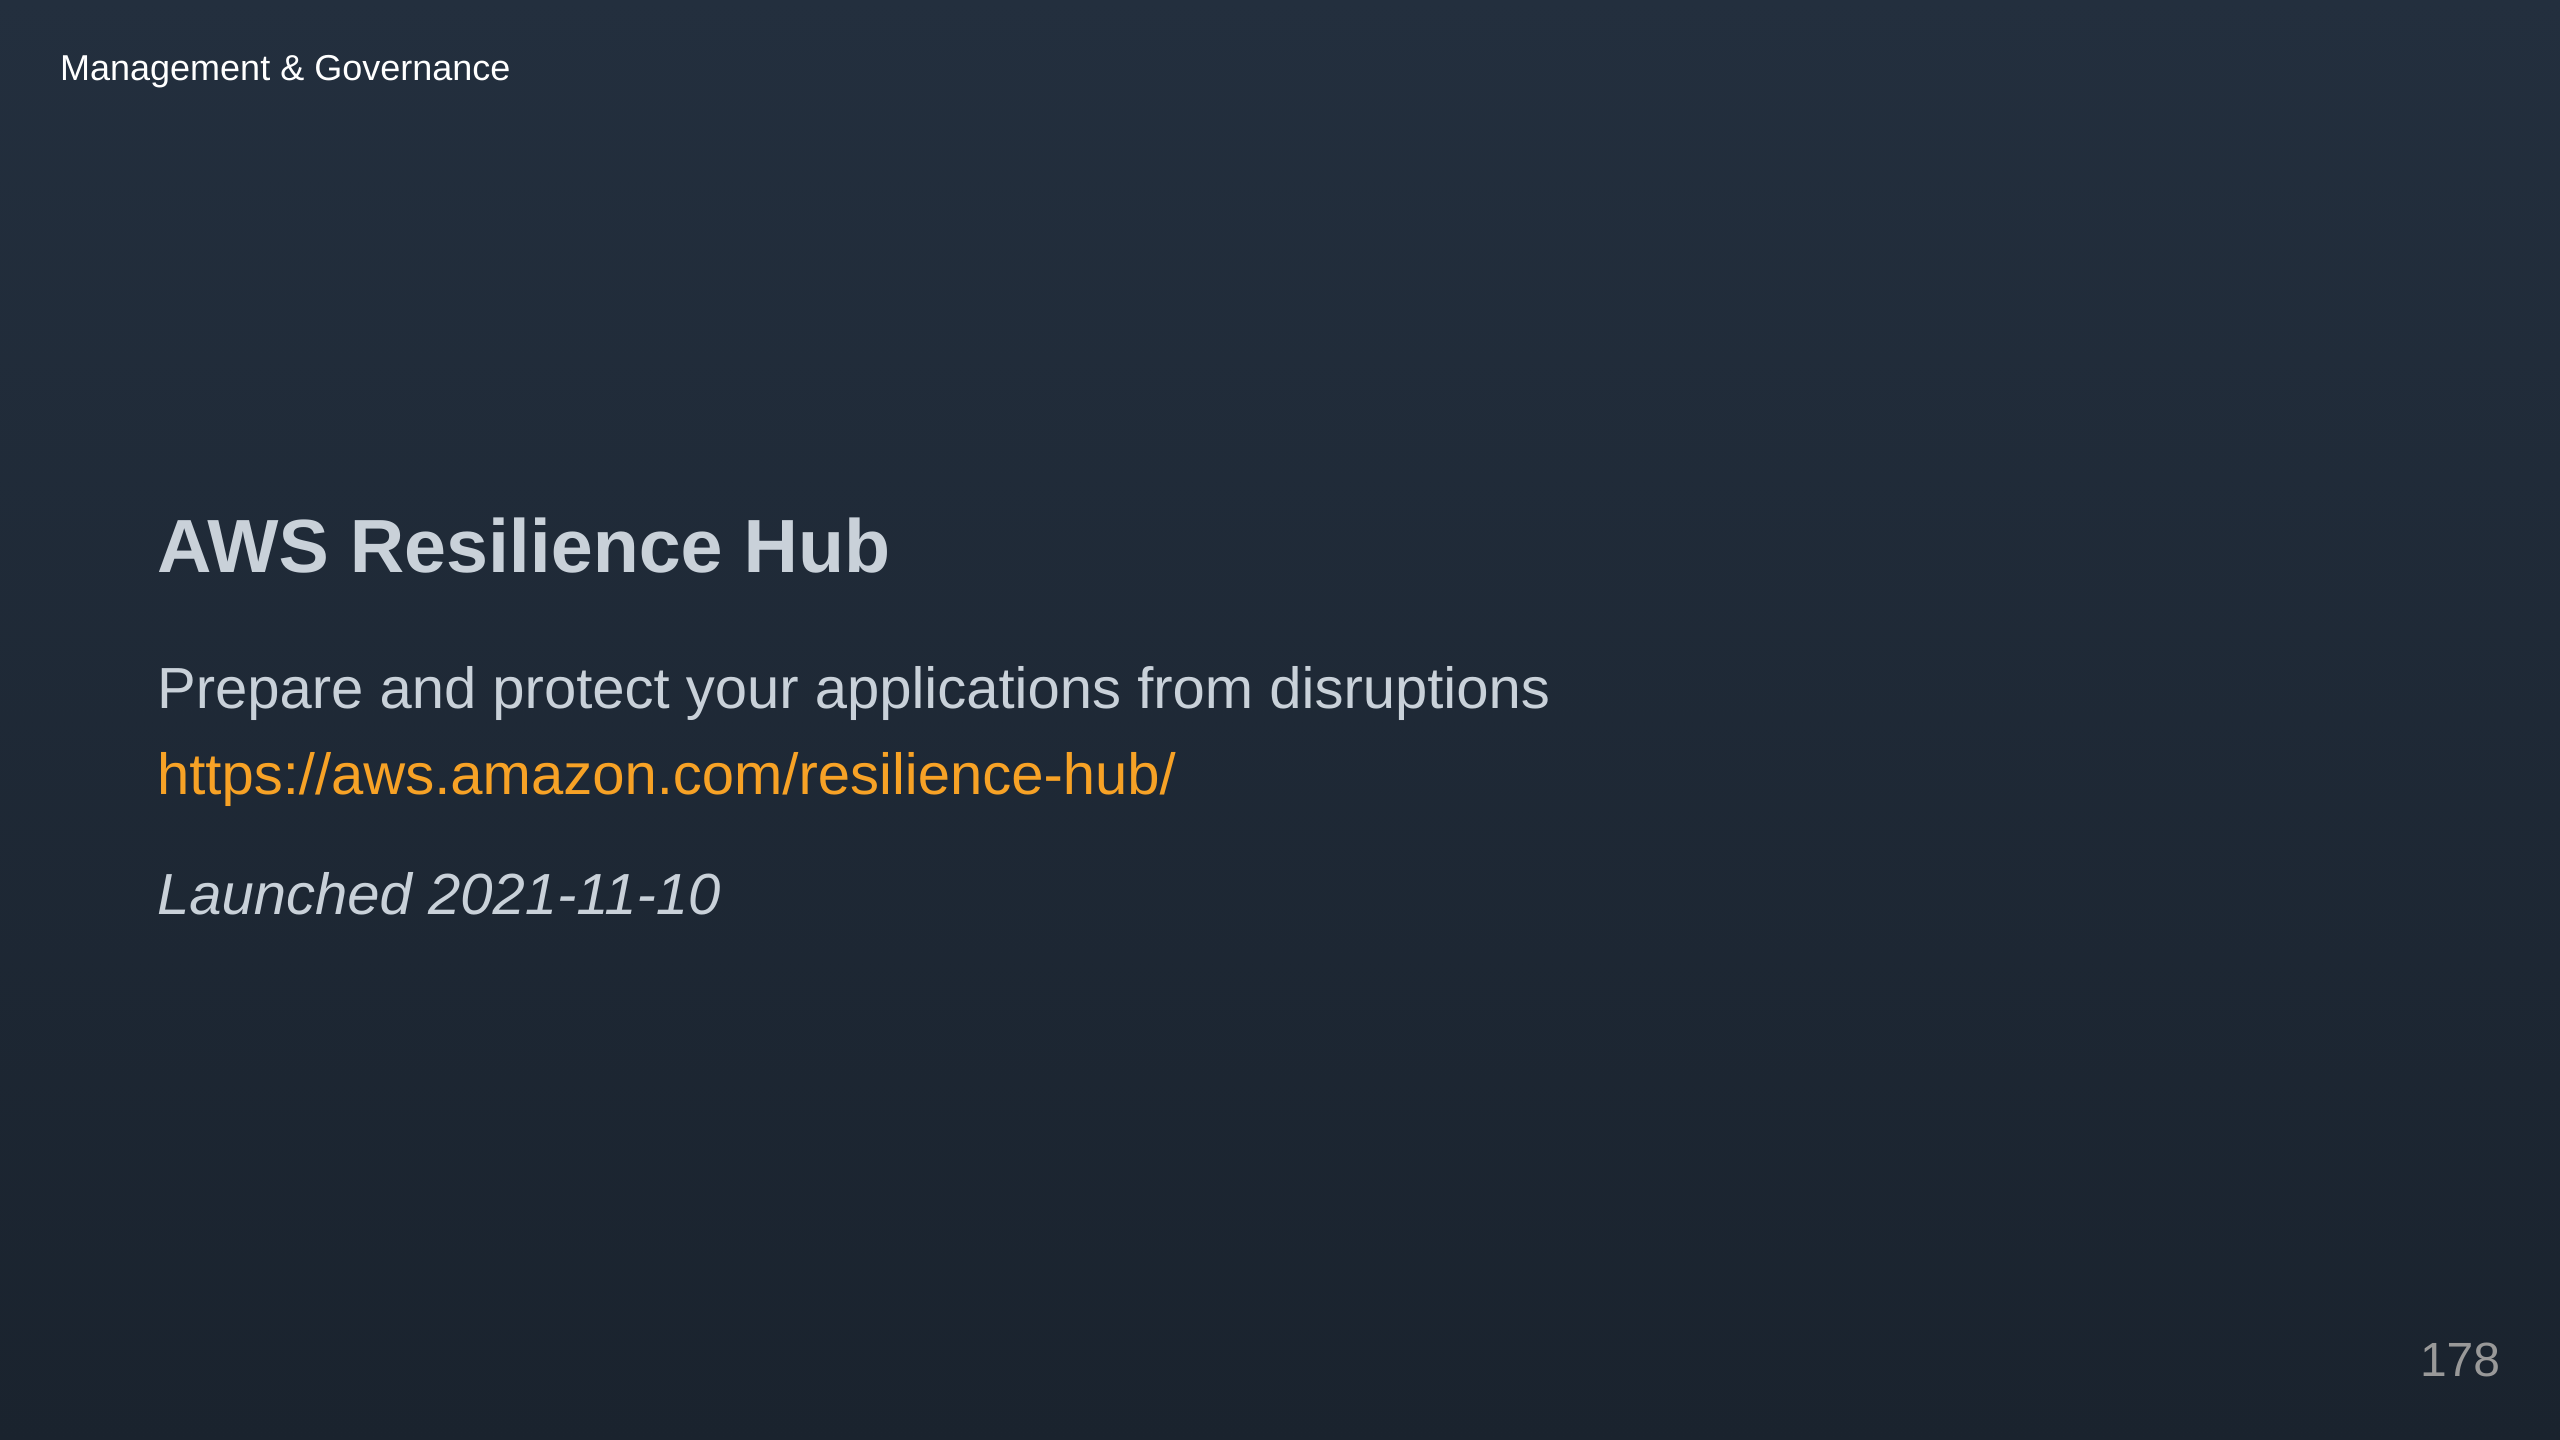 Management & Governance
AWS Resilience Hub
Prepare and protect your applications from disruptions
https://aws.amazon.com/resilience-hub/
Launched 2021-11-10
178